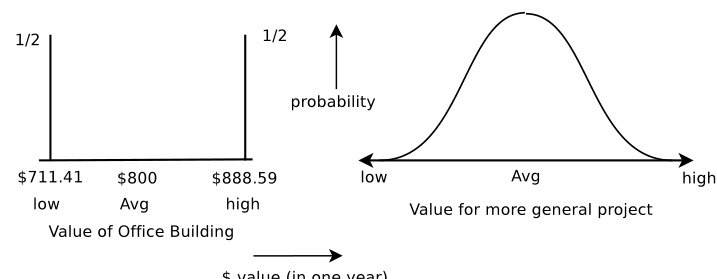 1/2
1/2
probability
$711.41 $800 $888.59
low Avg high
Value of Office Building
low Avg high
Value for more general project
$ value (in one year)